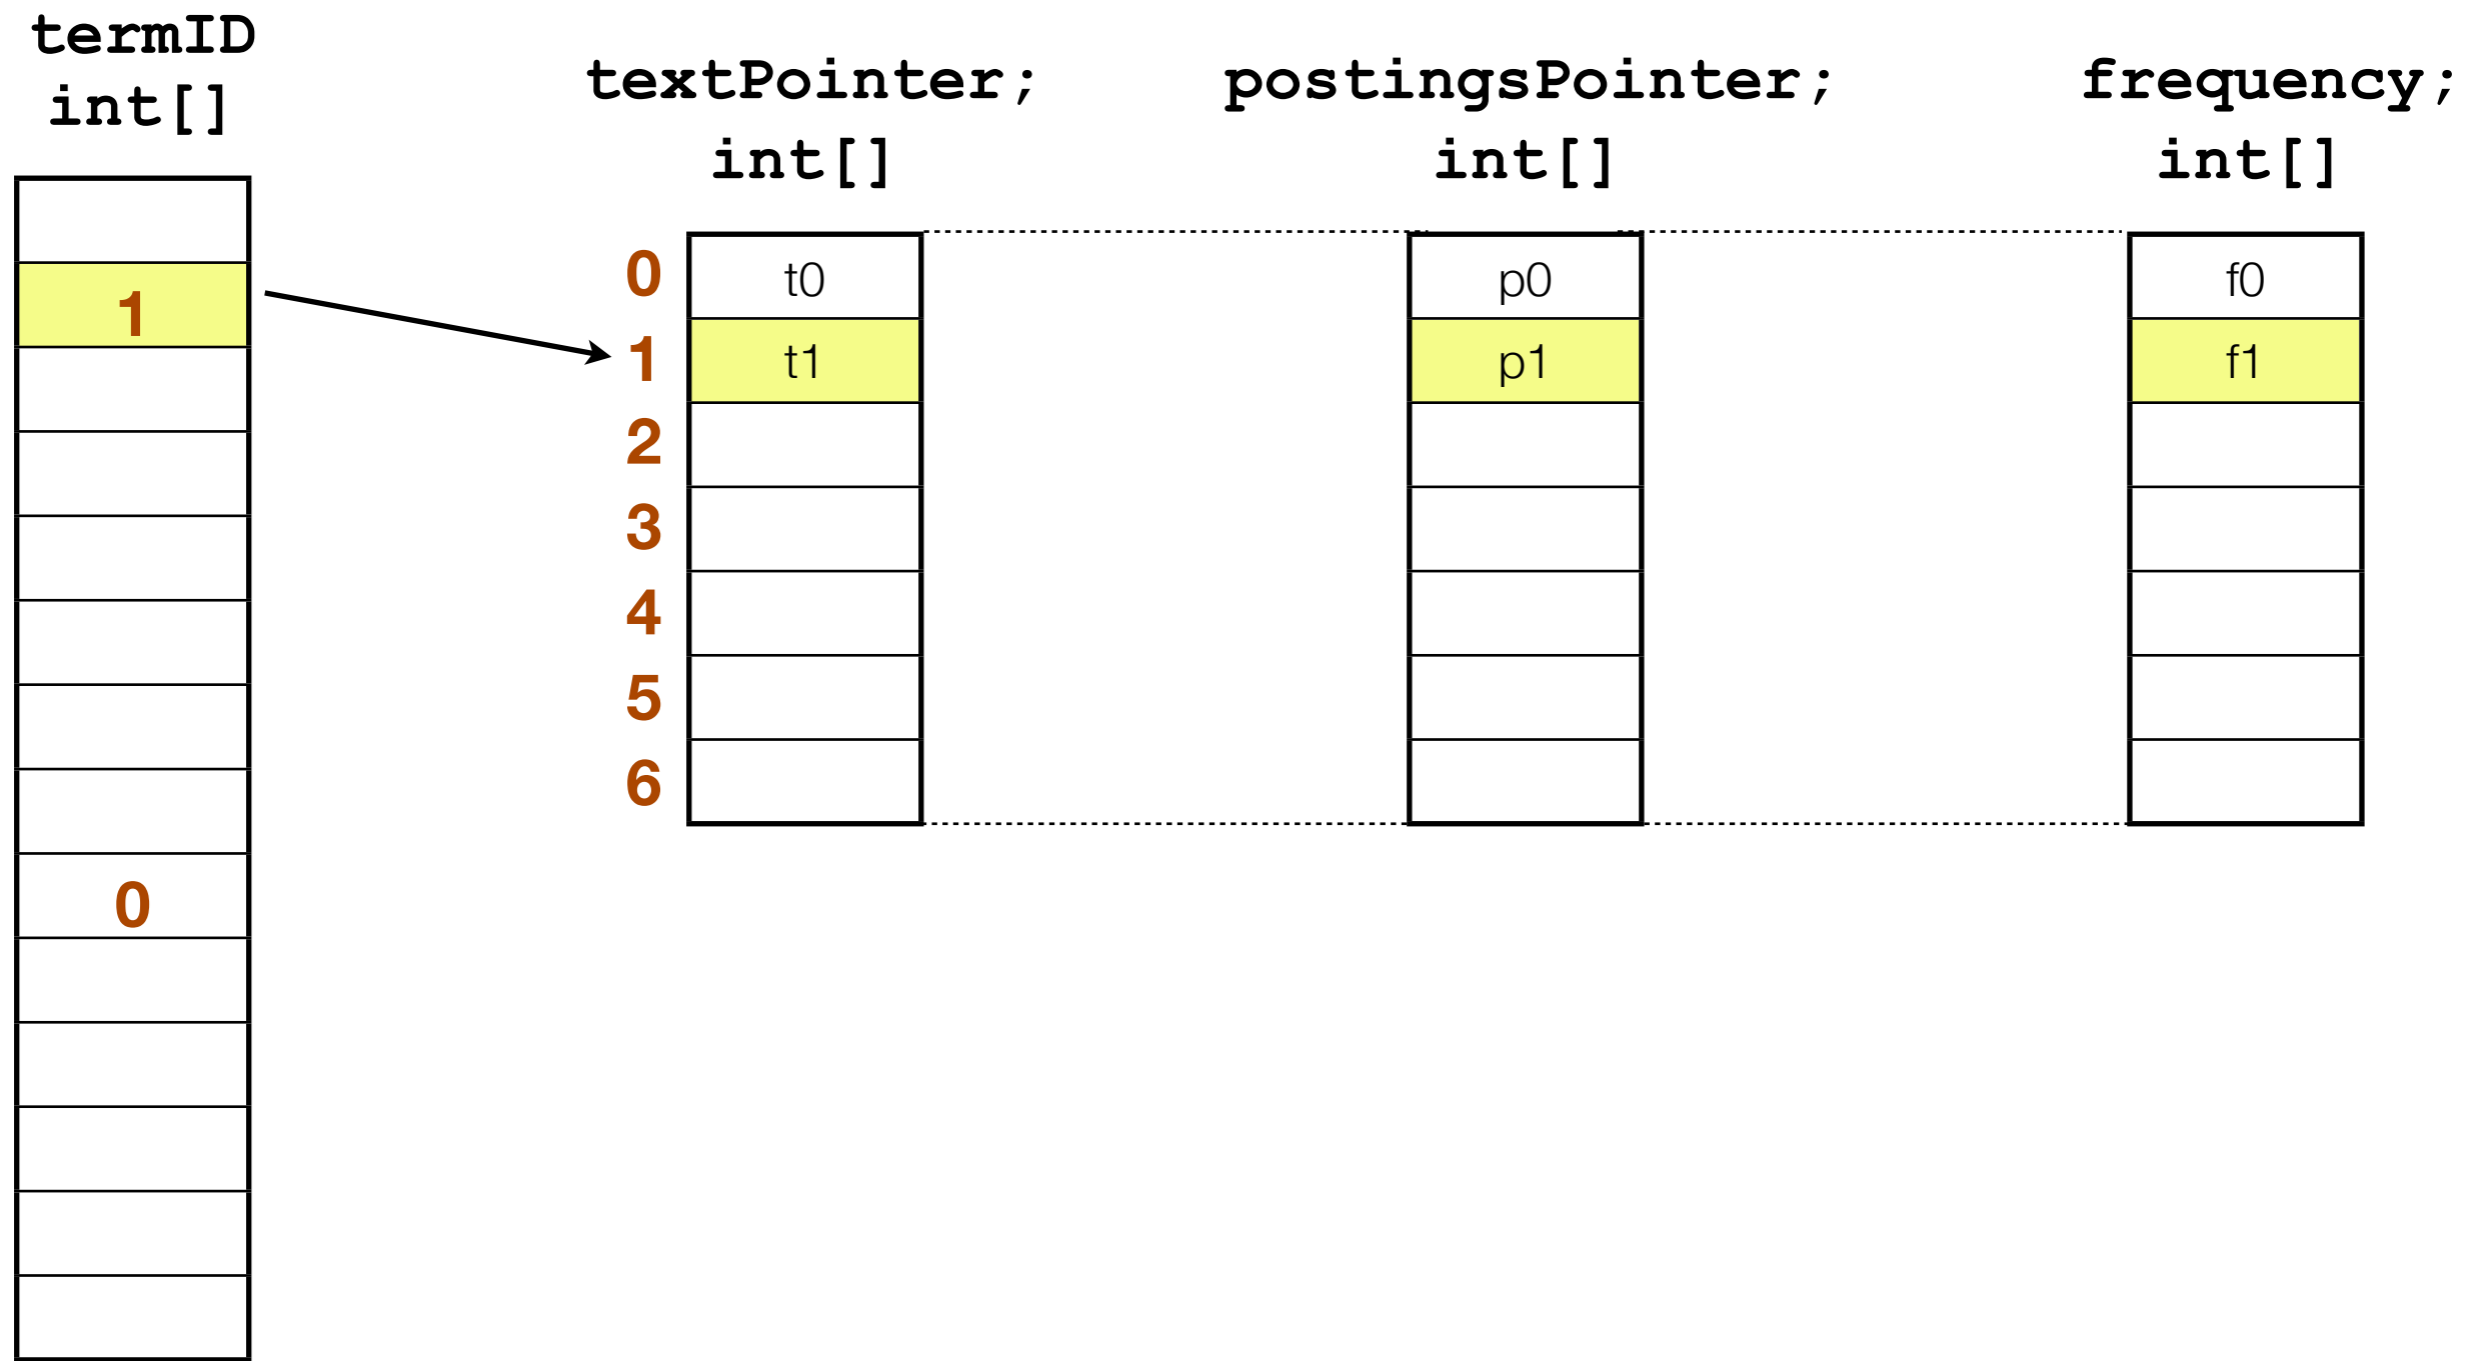 termID
int[]
textPointer;
int[]
postingsPointer;
int[]
frequency;
int[]
1
0
0 t0 p0 f0
1 t1 p1 f1
2
3
4
5
6